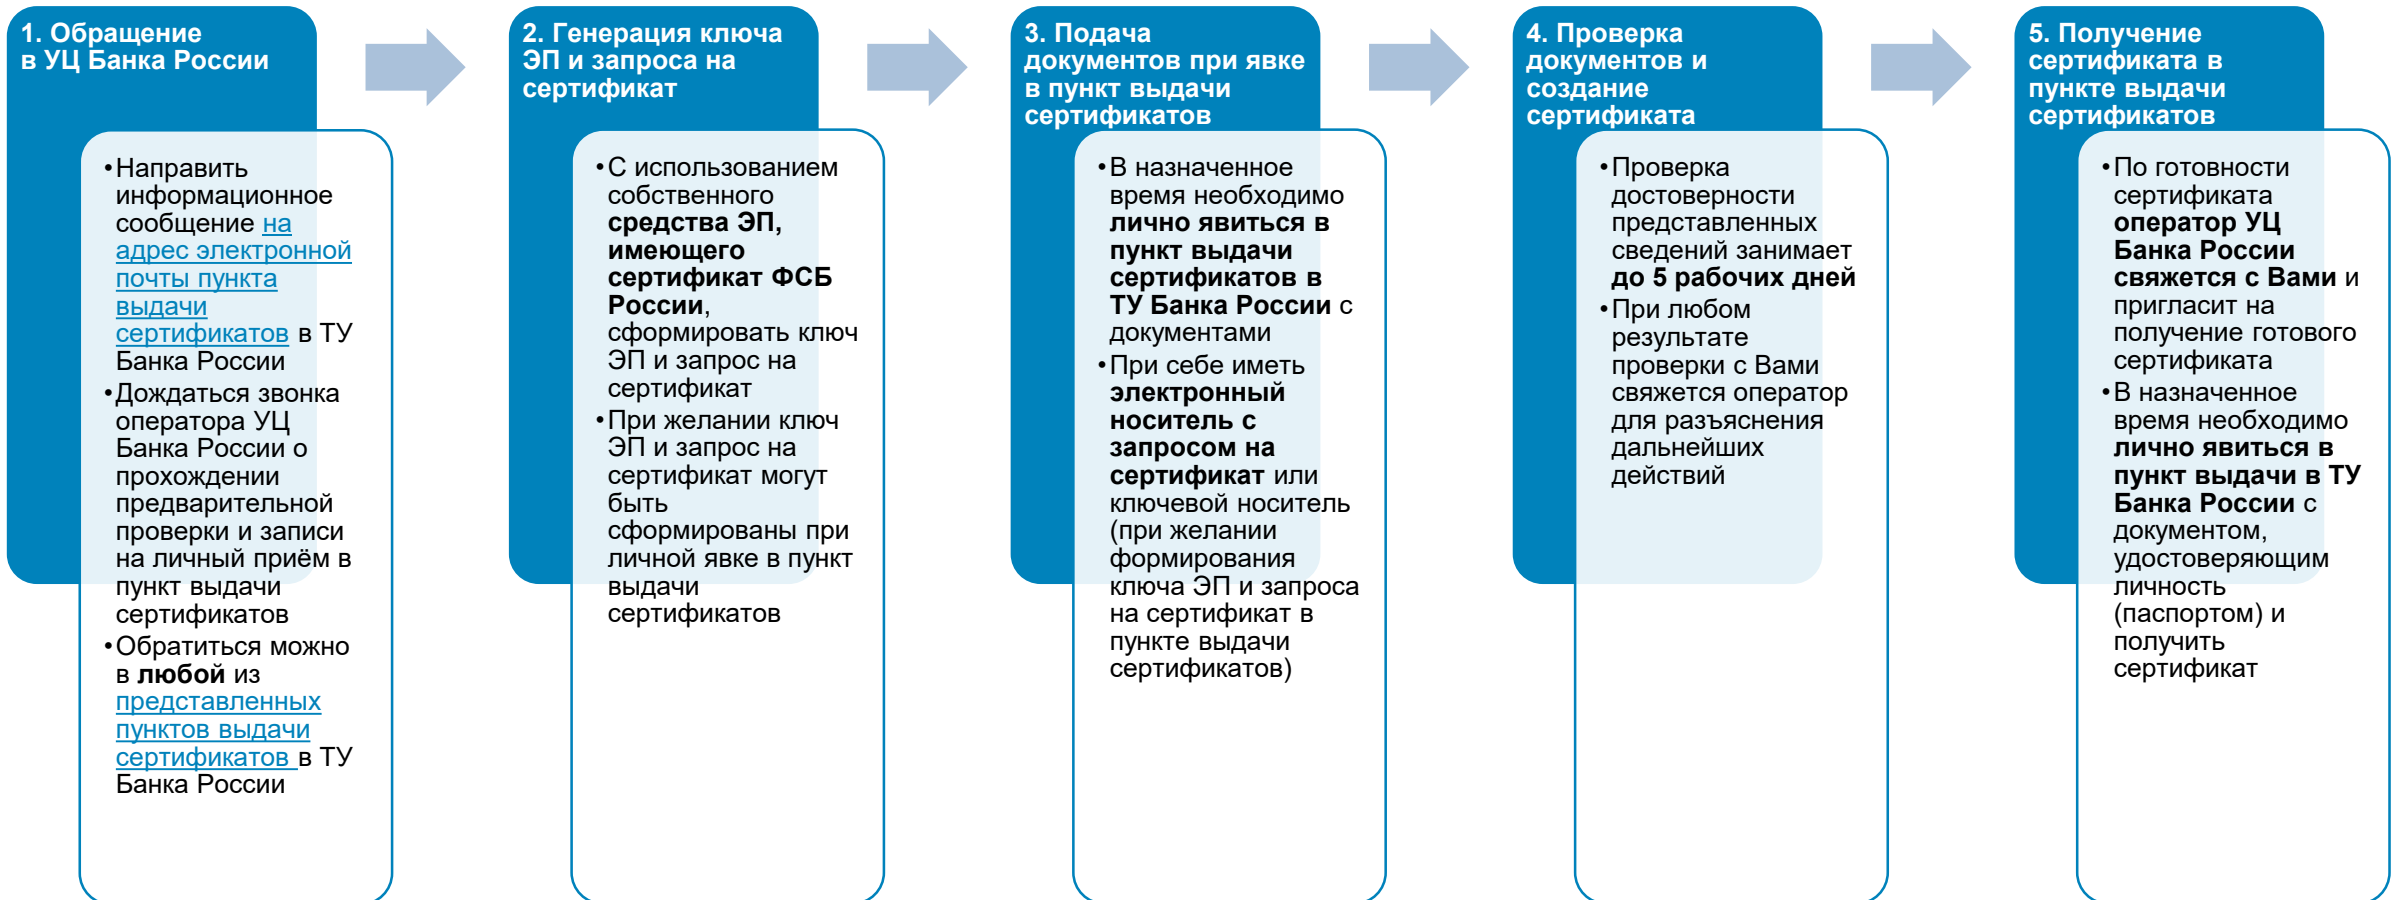 1. Обращение
в УЦ Банка России
•Направить
информационное
сообщение на
адрес электронной
почты пункта
выдачи
сертификатов в ТУ
Банка России
•Дождаться звонка
оператора УЦ
Банка России о
прохождении
предварительной
проверки и записи
на личный приём в
пункт выдачи
сертификатов
•Обратиться можно
в любой из
представленных
пунктов выдачи
сертификатов в ТУ
Банка России
2. Генерация ключа
ЭП и запроса на
сертификат
•С использованием
собственного
средства ЭП,
имеющего
сертификат ФСБ
России,
сформировать ключ
ЭП и запрос на
сертификат
•При желании ключ
ЭП и запрос на
сертификат могут
быть
сформированы при
личной явке в пункт
выдачи
сертификатов
3. Подача
документов при явке
в пункт выдачи
сертификатов
•В назначенное
время необходимо
лично явиться в
пункт выдачи
сертификатов в
ТУ Банка России с
документами
•При себе иметь
электронный
носитель с
запросом на
сертификат или
ключевой носитель
(при желании
формирования
ключа ЭП и запроса
на сертификат в
пункте выдачи
сертификатов)
4. Проверка
документов и
создание
сертификата
•Проверка
достоверности
представленных
сведений занимает
до 5 рабочих дней
•При любом
результате
проверки с Вами
свяжется оператор
для разъяснения
дальнейших
действий
5. Получение
сертификата в
пункте выдачи
сертификатов
•По готовности
сертификата
оператор УЦ
Банка России
свяжется с Вами и
пригласит на
получение готового
сертификата
•В назначенное
время необходимо
лично явиться в
пункт выдачи в ТУ
Банка России с
документом,
удостоверяющим
личность
(паспортом) и
получить
сертификат